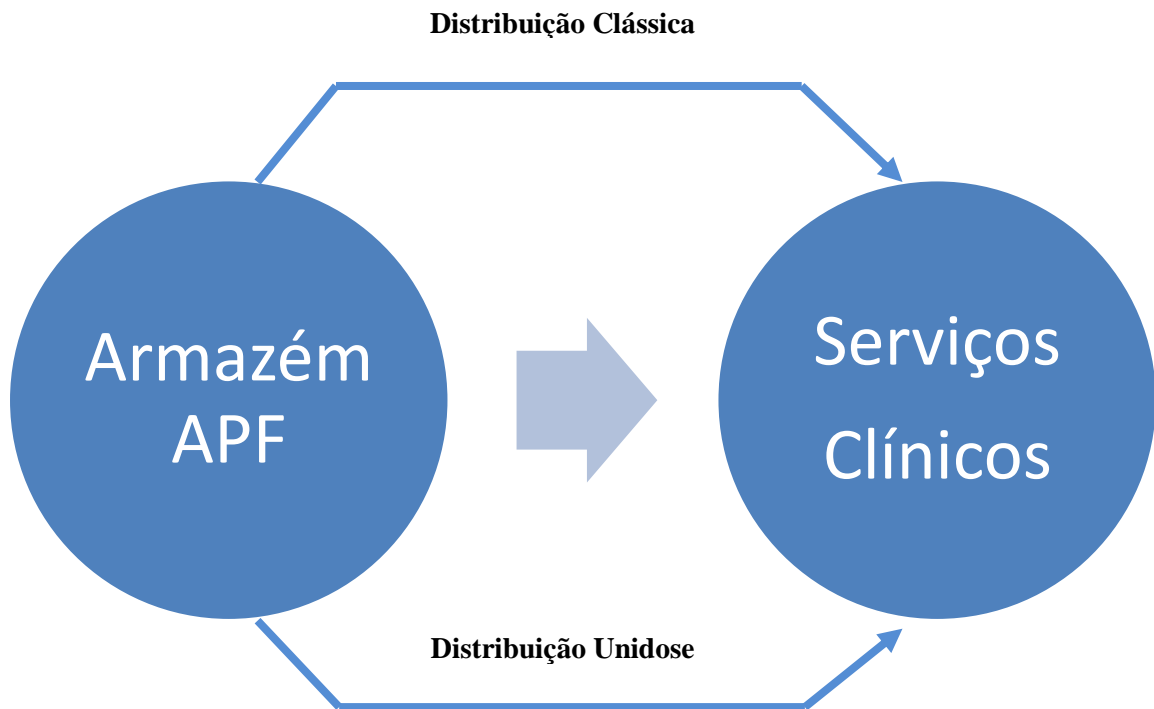 Distribuição Clássica
Armazém
APF
Serviços
Clínicos
Distribuição Unidose